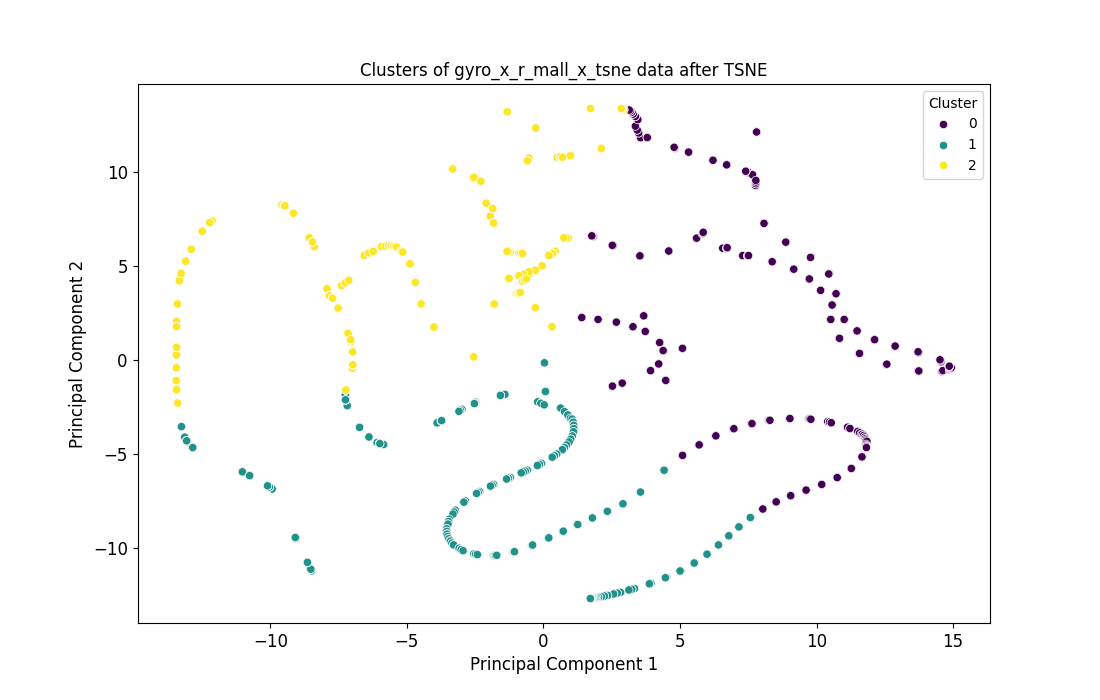 Clusters of gyro_x_r_mall_x_tsne data after TSNE
Cluster
0
1
2
10
5
0
−5
−10
Principal Component 2
−10 −5 0 5 10 15
Principal Component 1